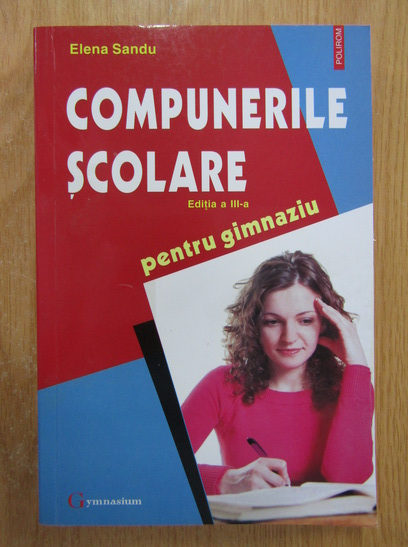 Elena Sandu
POLIROM
COMPUNERILE
ȘCOLARE
Ediția a III-a
pentru gimnaziu
Gymnasium